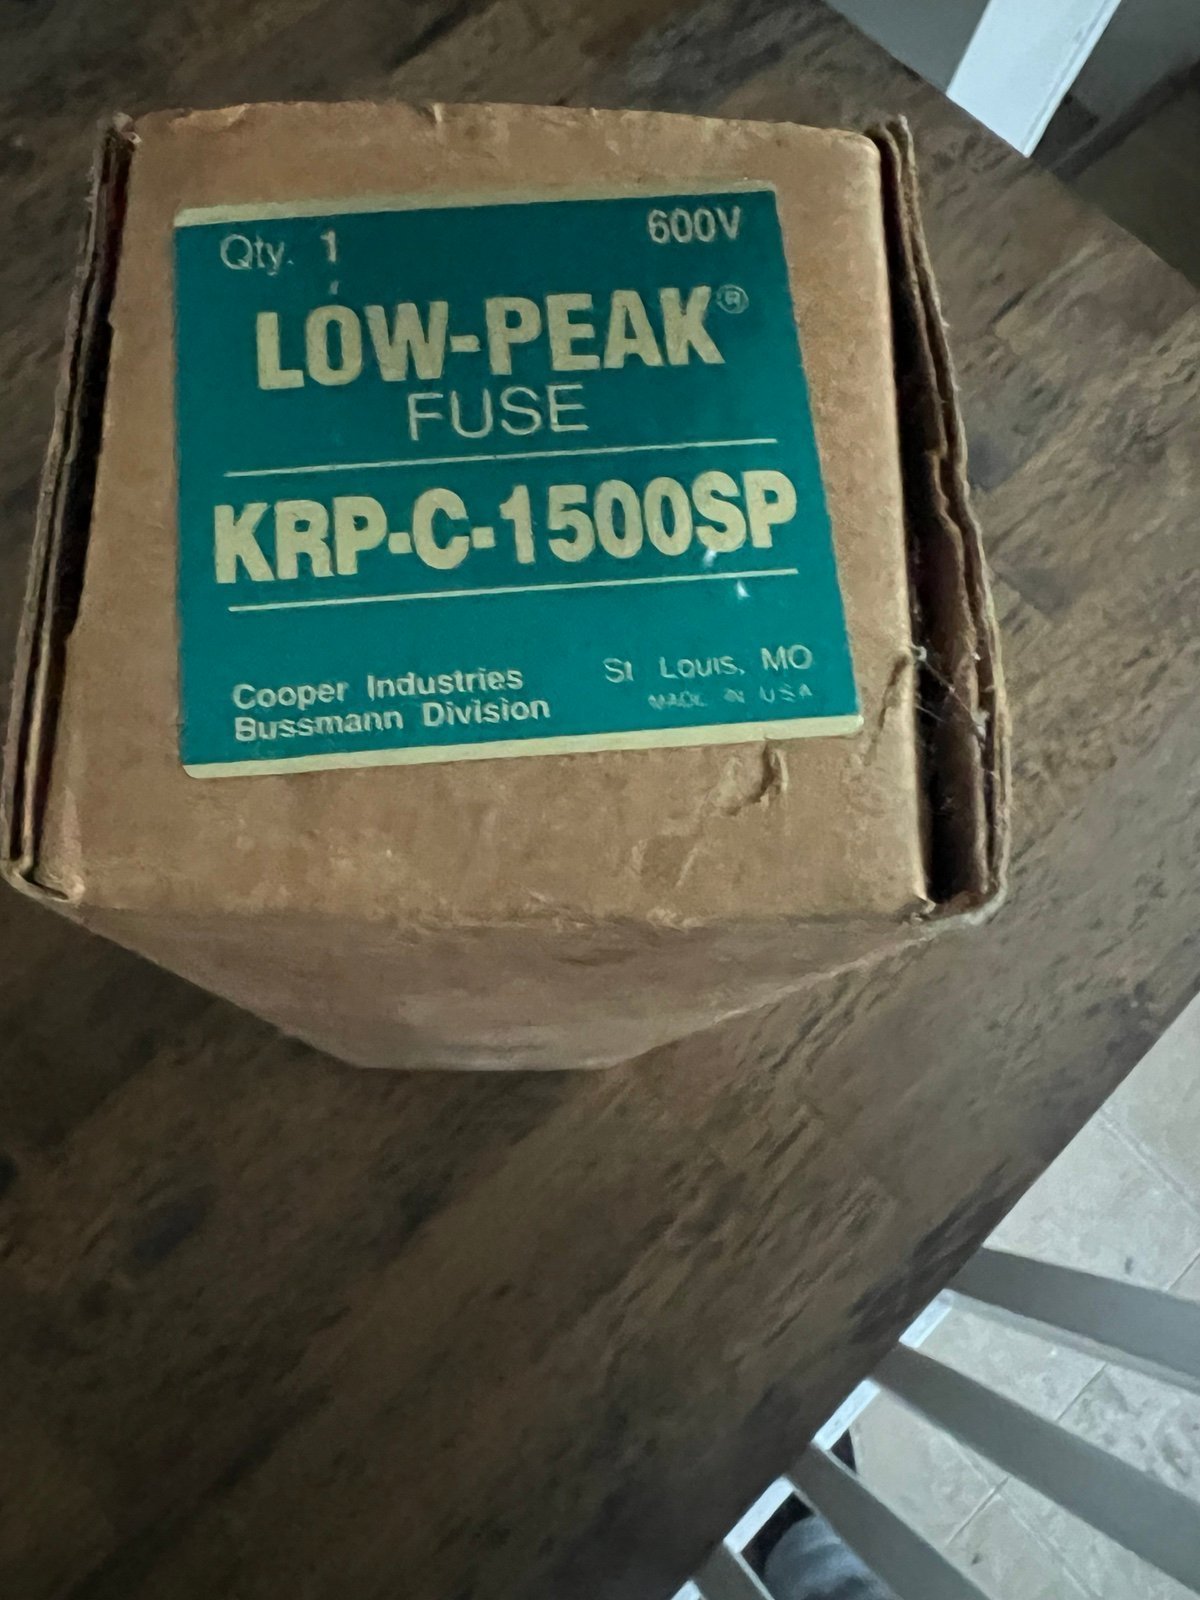 Qty. 1 600V
LOW-PEAK®
FUSE
KRP-C-1500SP
Cooper Industries St Louis, MO
Bussmann Division MADE IN USA